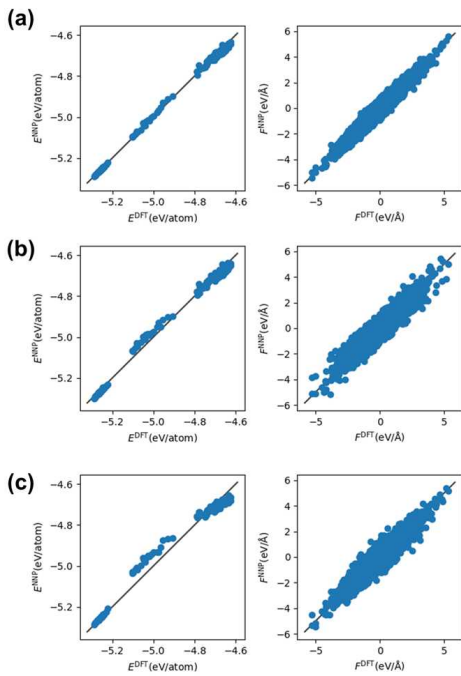 (a)
−4.6
−4.8
−5.0
−5.2
E^NNP(eV/atom)
−5.2 −5.0 −4.8 −4.6
E^DFT(eV/atom)
6
4
2
0
−2
−4
−6
F^NNP(eV/Å)
−5 0 5
F^DFT(eV/Å)
(b)
−4.6
−4.8
−5.0
−5.2
E^NNP(eV/atom)
−5.2 −5.0 −4.8 −4.6
E^DFT(eV/atom)
6
4
2
0
−2
−4
−6
F^NNP(eV/Å)
−5 0 5
F^DFT(eV/Å)
(c)
−4.6
−4.8
−5.0
−5.2
E^NNP(eV/atom)
−5.2 −5.0 −4.8 −4.6
E^DFT(eV/atom)
6
4
2
0
−2
−4
−6
F^NNP(eV/Å)
−5 0 5
F^DFT(eV/Å)